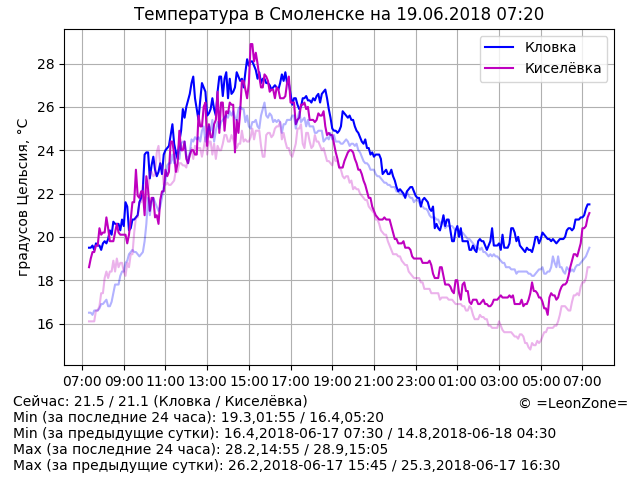 Температура в Смоленске на 19.06.2018 07:20
Кловка
Киселёвка
градусов Цельсия, °C
28
26
24
22
20
18
16
07:00 09:00 11:00 13:00 15:00 17:00 19:00 21:00 23:00 01:00 03:00 05:00 07:00
Сейчас: 21.5 / 21.1 (Кловка / Киселёвка)
© =LeonZone=
Min (за последние 24 часа): 19.3,01:55 / 16.4,05:20
Min (за предыдущие сутки): 16.4,2018-06-17 07:30 / 14.8,2018-06-18 04:30
Max (за последние 24 часа): 28.2,14:55 / 28.9,15:05
Max (за предыдущие сутки): 26.2,2018-06-17 15:45 / 25.3,2018-06-17 16:30